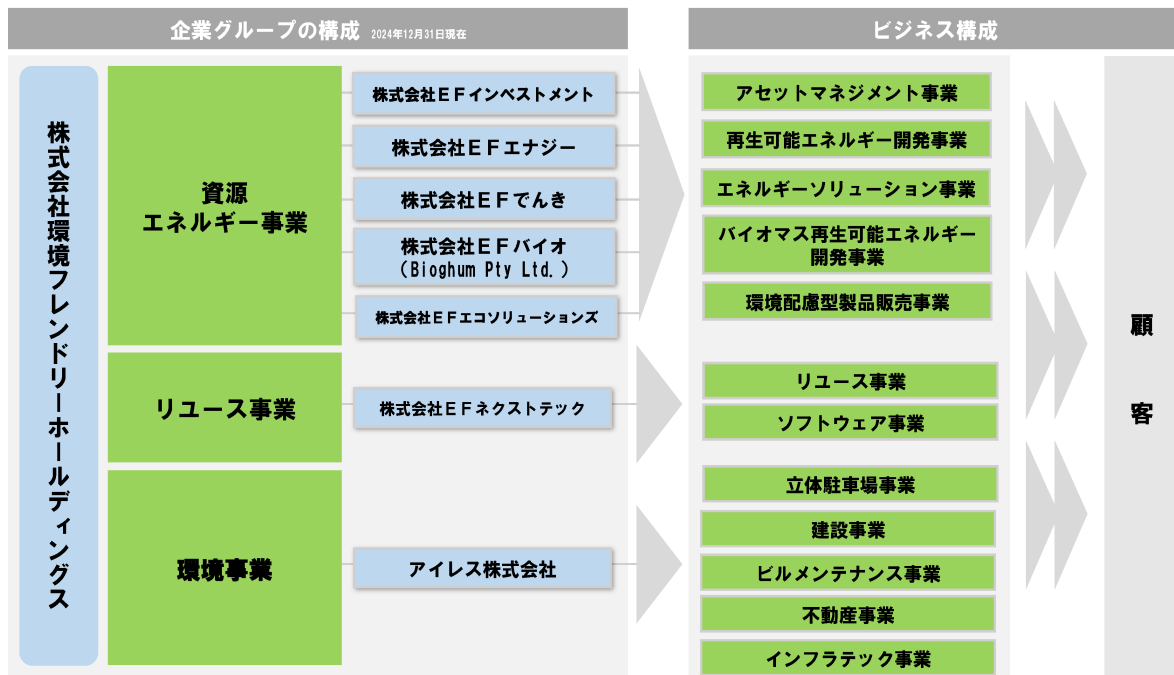 企業グループの構成 2024年12月31日現在
株式会社環境フレンドリーホールディングス
資源
エネルギー事業
株式会社ＥＦインベストメント
株式会社ＥＦエナジー
株式会社ＥＦでんき
株式会社ＥＦバイオ
（Bioghum Pty Ltd.）
株式会社ＥＦエコソリューションズ
リユース事業
株式会社ＥＦネクストテック
環境事業
アイレス株式会社
ビジネス構成
アセットマネジメント事業
再生可能エネルギー開発事業
エネルギーソリューション事業
バイオマス再生可能エネルギー
開発事業
環境配慮型製品販売事業
リユース事業
ソフトウェア事業
立体駐車場事業
建設事業
ビルメンテナンス事業
不動産事業
インフラテック事業
顧客